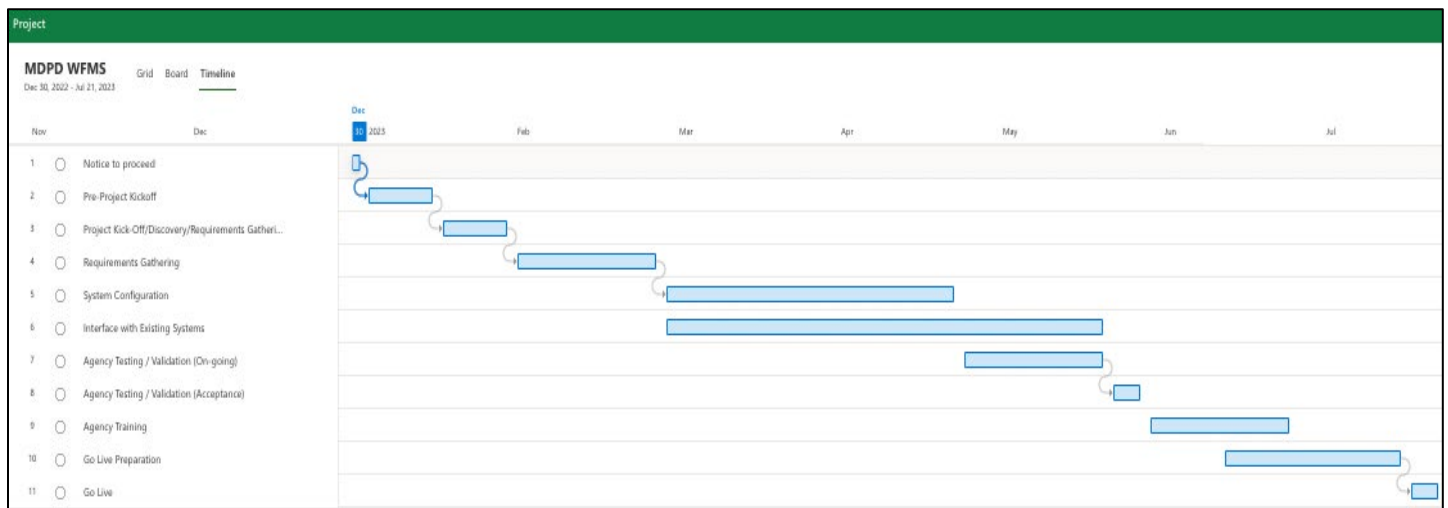 Project
MDPD WFMS Grid Board Timeline
Dec 30, 2022 - Jul 21, 2023
Dec
Nov Dec 30 2023 Feb Mar Apr May Jun Jul
1 Notice to proceed
2 Pre-Project Kickoff
3 Project Kick-Off/Discovery/Requirements Gatheri...
4 Requirements Gathering
5 System Configuration
6 Interface with Existing Systems
7 Agency Testing / Validation (On-going)
8 Agency Testing / Validation (Acceptance)
9 Agency Training
10 Go Live Preparation
11 Go Live